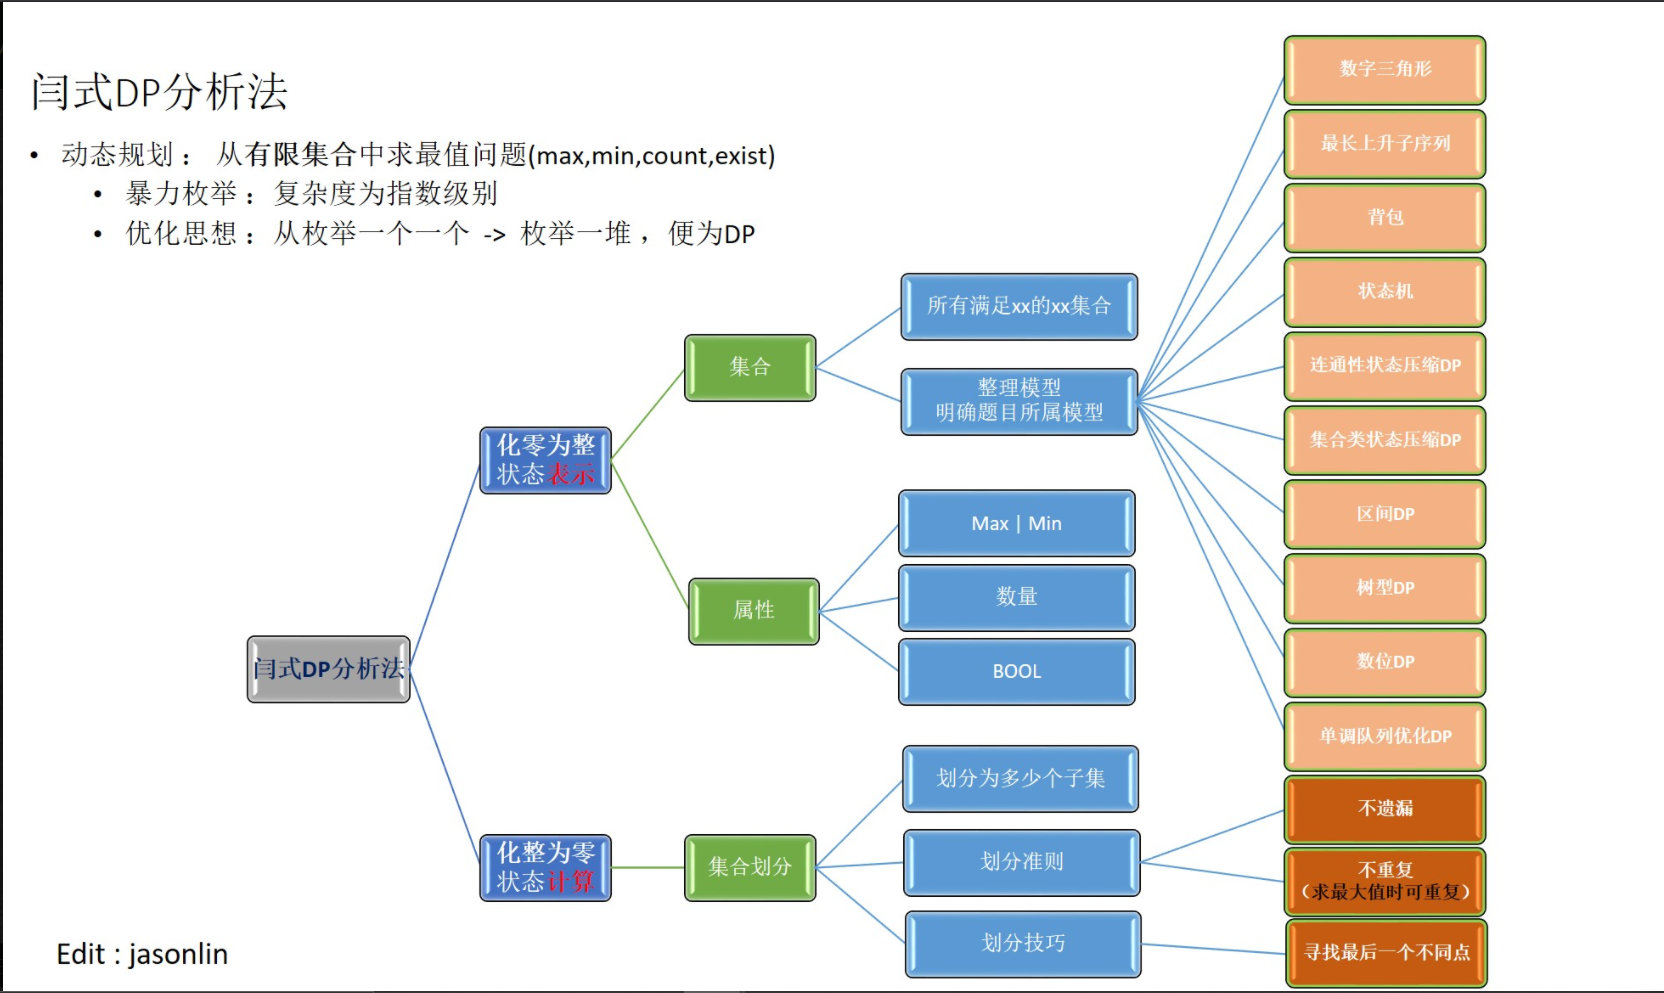 闫式DP分析法
• 动态规划： 从有限集合中求最值问题(max,min,count,exist)
• 暴力枚举：复杂度为指数级别
• 优化思想：从枚举一个一个 -> 枚举一堆，便为DP
闫式DP分析法
化零为整
状态表示
集合
所有满足xx的xx集合
整理模型
明确题目所属模型
数字三角形
最长上升子序列
背包
状态机
连通性状态压缩DP
集合类状态压缩DP
区间DP
树型DP
数位DP
单调队列优化DP
属性
Max | Min
数量
BOOL
化整为零
状态计算
集合划分
划分为多少个子集
划分准则
不遗漏
不重复
（求最大值时可重复）
划分技巧
寻找最后一个不同点
Edit : jasonlin